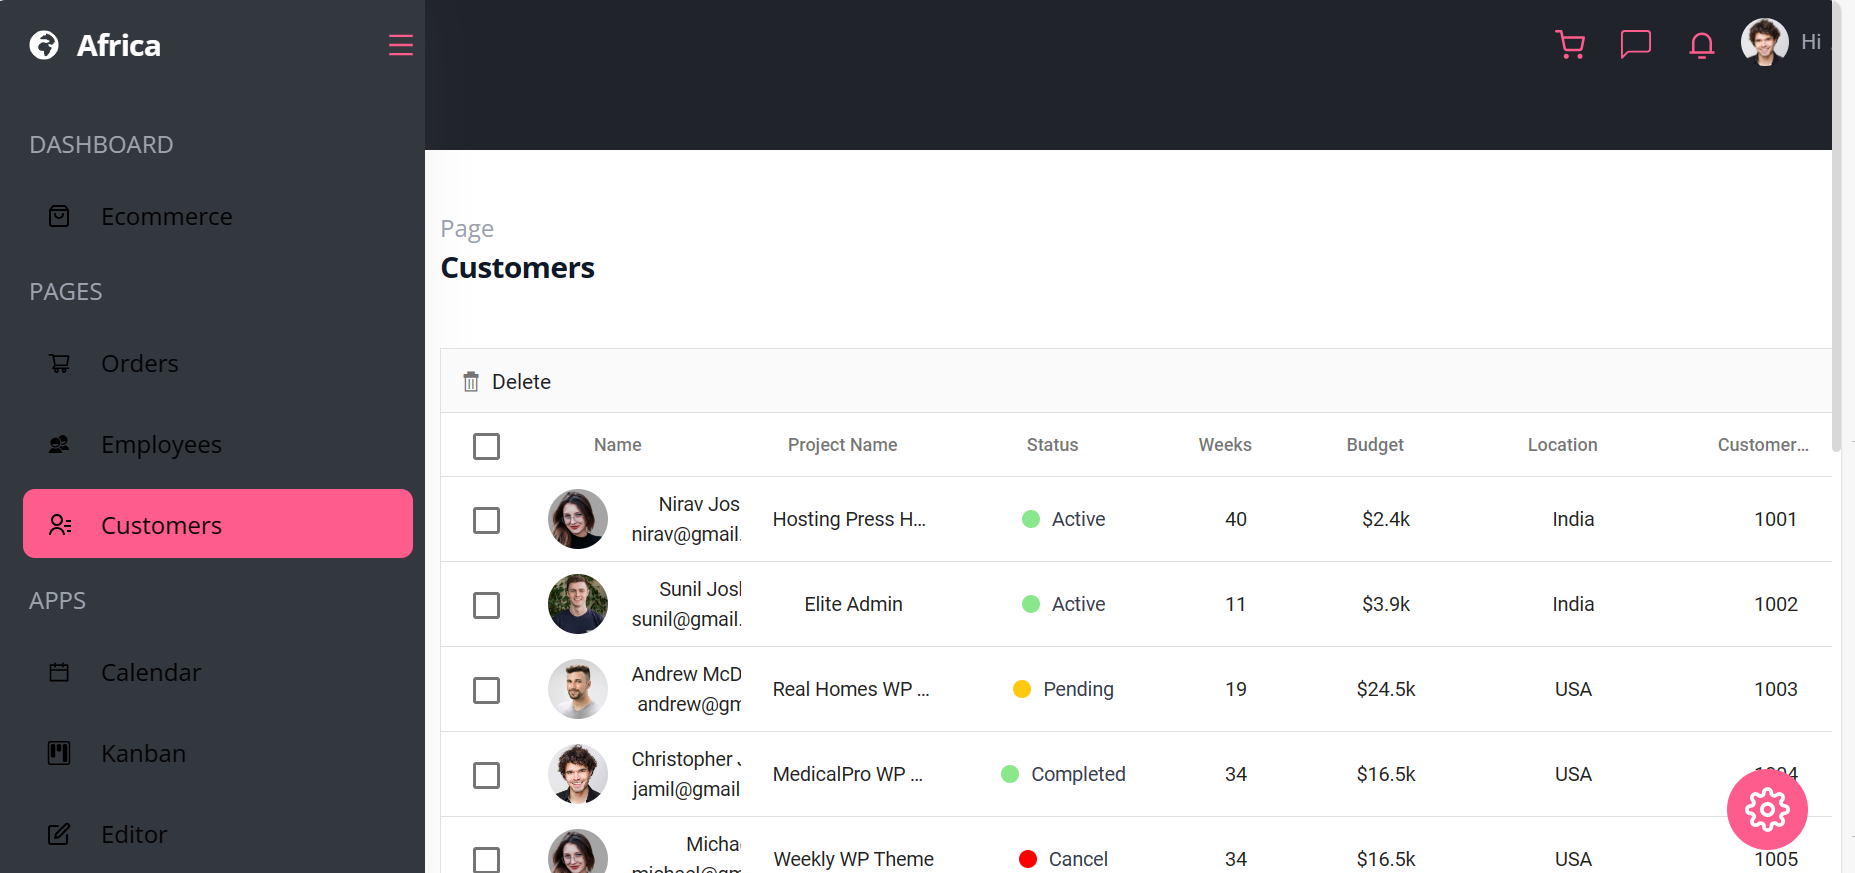 Africa
Hi
DASHBOARD
Ecommerce
PAGES
Orders
Employees
Customers
APPS
Calendar
Kanban
Editor
Page
Customers
Delete
Name Project Name Status Weeks Budget Location Customer...
Nirav Jos
nirav@gmail.
Hosting Press H... Active 40 $2.4k India 1001
Sunil Josh
sunil@gmail.
Elite Admin Active 11 $3.9k India 1002
Andrew McD
andrew@gm
Real Homes WP ... Pending 19 $24.5k USA 1003
Christopher J
jamil@gmail
MedicalPro WP ... Completed 34 $16.5k USA 1004
Micha
michael@gm
Weekly WP Theme Cancel 34 $16.5k USA 1005